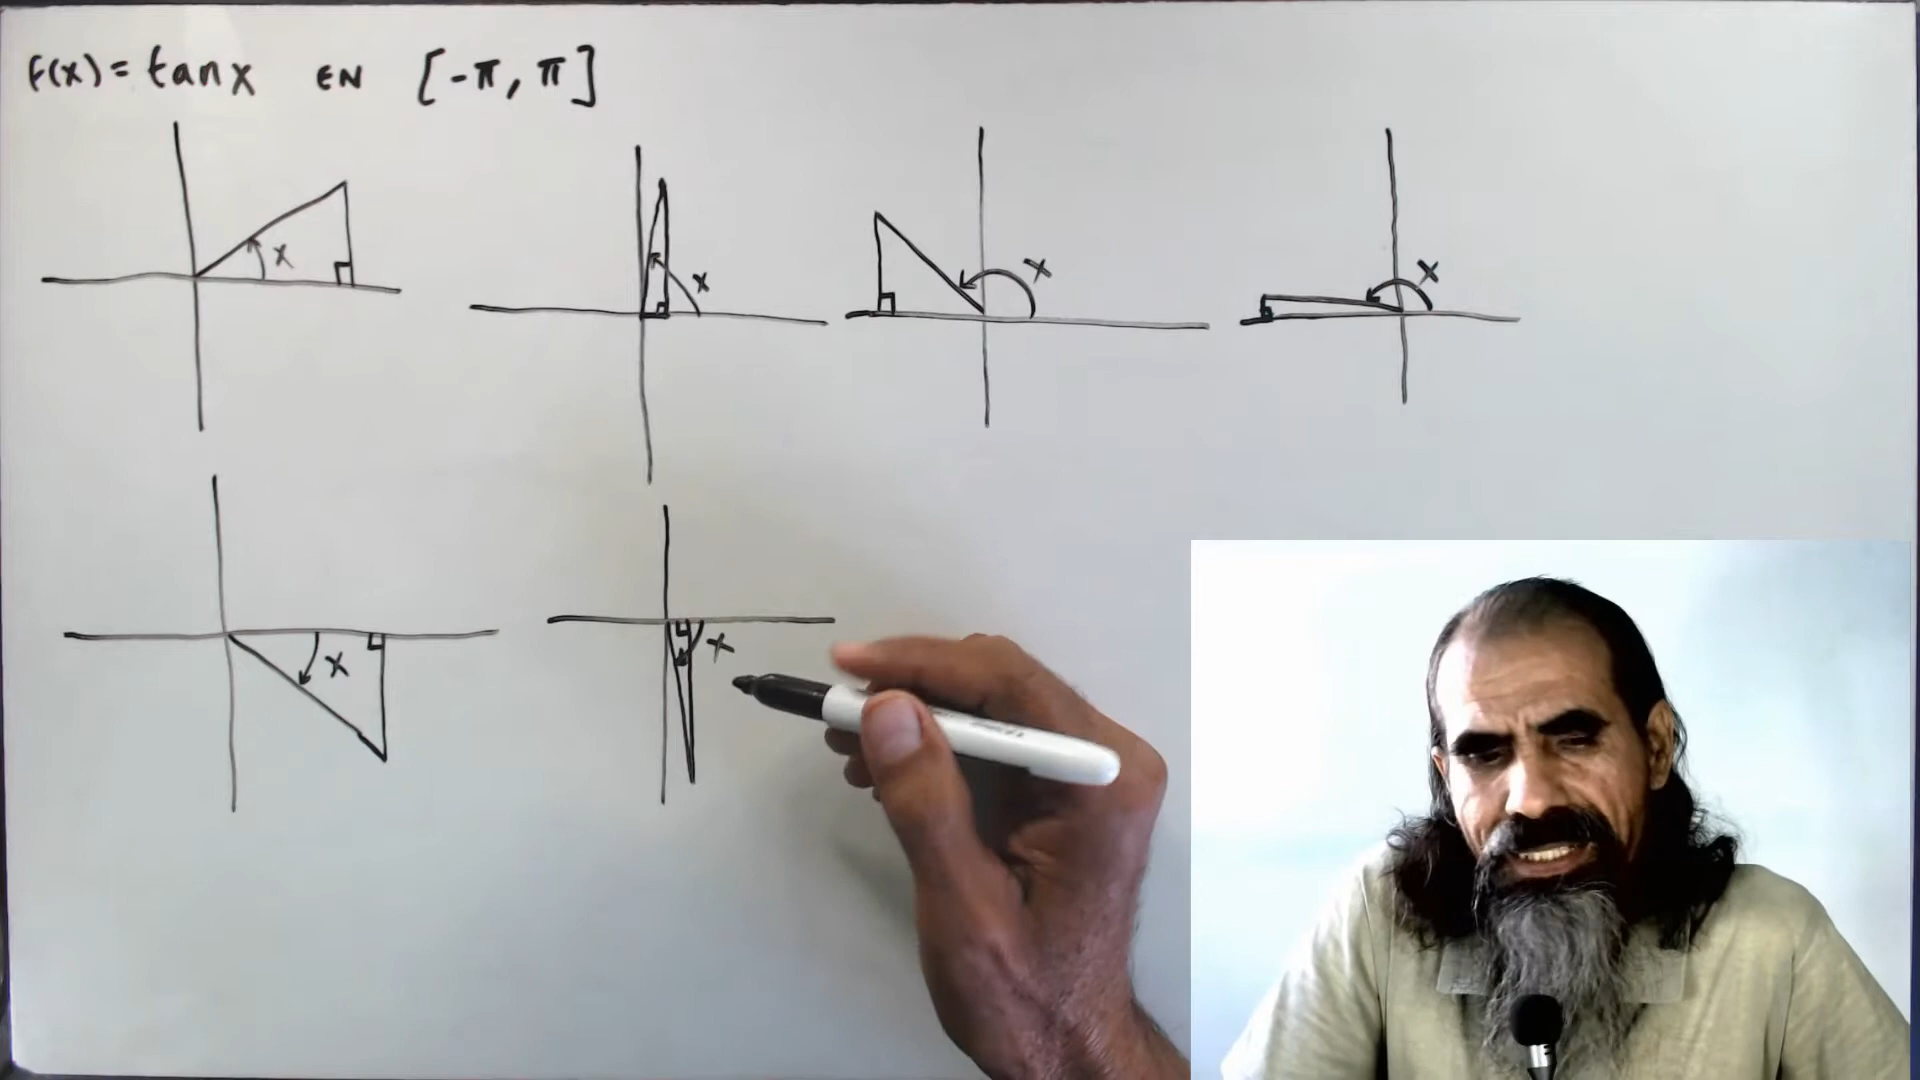 f(x) = tan x EN [-π, π]
x
x
x
x
x
x